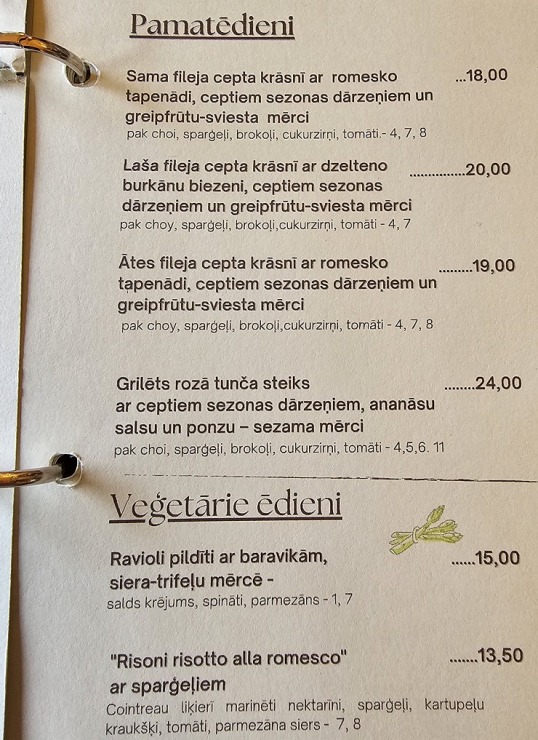 Pamatēdieni
Sama fileja cepta krāsnī ar romesko ...18,00
tapenādi, ceptiem sezonas dārzeņiem un
greipfrūtu-sviesta mērci
pak choi, sparģeļi, brokoļi, cukurzirņi, tomāti.- 4, 7, 8
Laša fileja cepta krāsnī ar dzelteno ...............20,00
burkānu biezeni, ceptiem sezonas
dārzeņiem un greipfrūtu-sviesta mērci
pak choy, sparģeļi, brokoļi,cukurzirņi, tomāti - 4, 7
Ātes fileja cepta krāsnī ar romesko .........19,00
tapenādi, ceptiem sezonas dārzeņiem un
greipfrūtu-sviesta mērci
pak choy, sparģeļi, brokoļi,cukurzirņi, tomāti - 4, 7, 8
Grilēts rozā tunča steiks ........24,00
ar ceptiem sezonas dārzeņiem, ananāsu
salsu un ponzu – sezama mērci
pak choi, sparģeļi, brokoļi, cukurzirņi, tomāti - 4,5,6. 11
Veģetārie ēdieni
Ravioli pildīti ar baravikām, ......15,00
siera-trifeļu mērcē -
salds krējums, spināti, parmezāns - 1, 7
"Risoni risotto alla romesco" .......13,50
ar sparģeļiem
Cointreau liķierī marinēti nektarīni, sparģeļi, kartupeļu
kraukšķi, tomāti, parmezāna siers - 7, 8